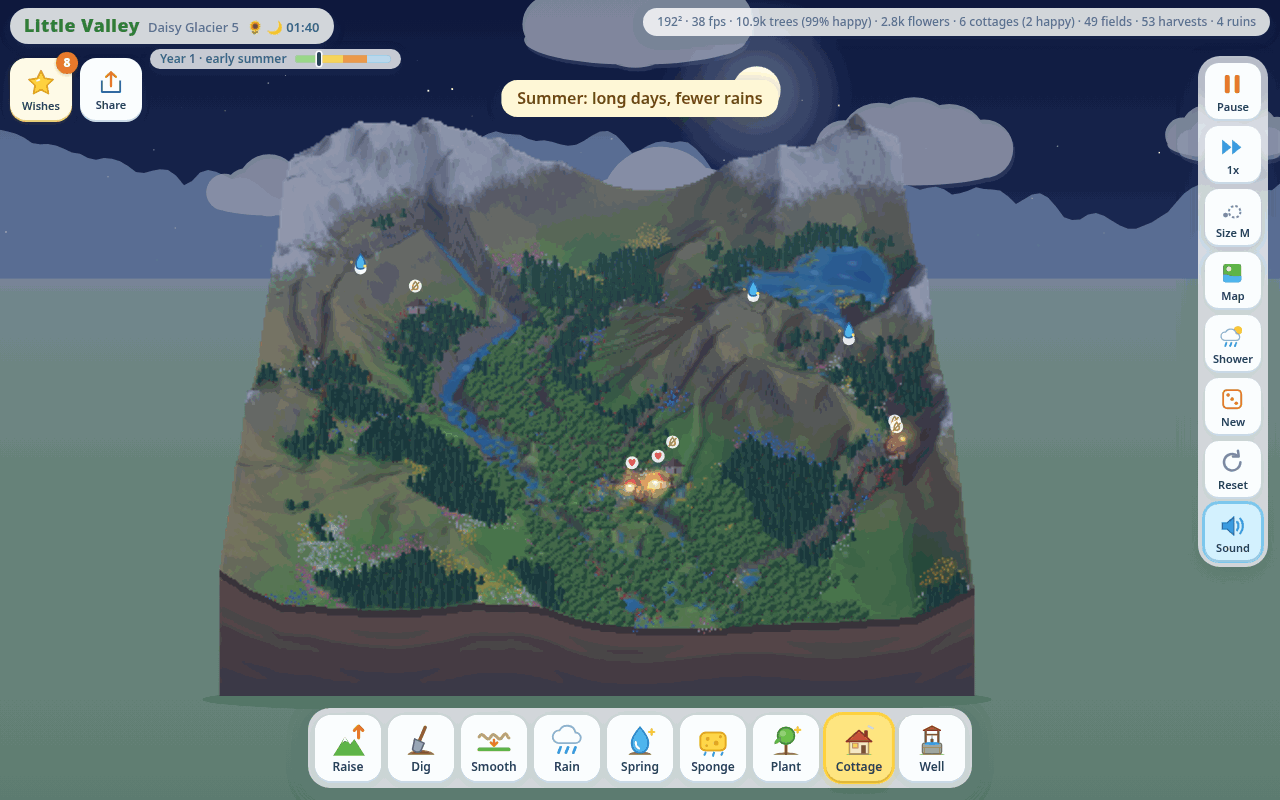 Little Valley Daisy Glacier 5 01:40
192² · 38 fps · 10.9k trees (99% happy) · 2.8k flowers · 6 cottages (2 happy) · 49 fields · 53 harvests · 4 ruins
Year 1 · early summer
8
Wishes
Share
Summer: long days, fewer rains
Pause
1x
Size M
Map
Shower
New
Reset
Sound
Raise
Dig
Smooth
Rain
Spring
Sponge
Plant
Cottage
Well